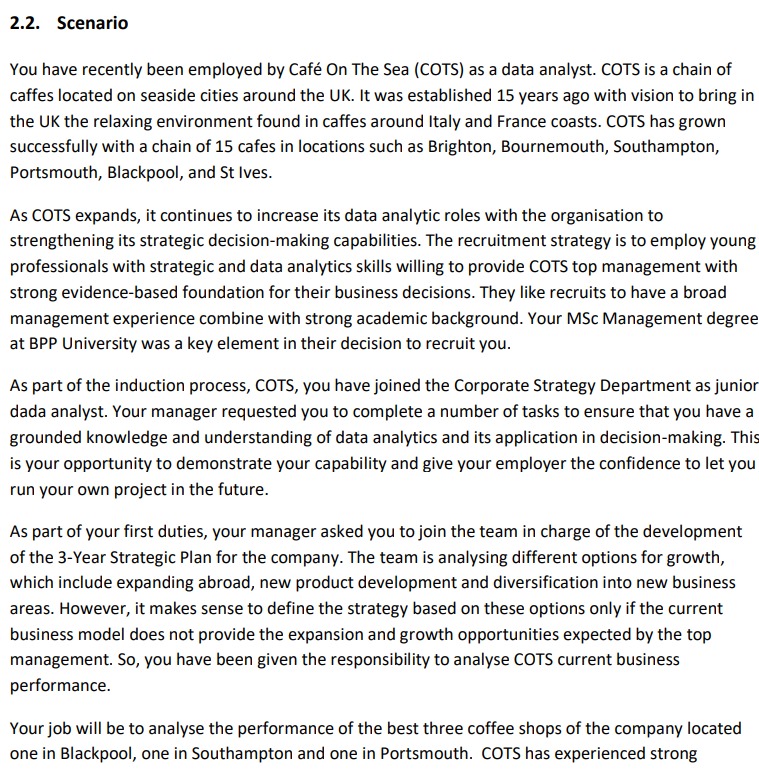 2.2. Scenario
You have recently been employed by Café On The Sea (COTS) as a data analyst. COTS is a chain of
caffes located on seaside cities around the UK. It was established 15 years ago with vision to bring in
the UK the relaxing environment found in caffes around Italy and France coasts. COTS has grown
successfully with a chain of 15 cafes in locations such as Brighton, Bournemouth, Southampton,
Portsmouth, Blackpool, and St Ives.
As COTS expands, it continues to increase its data analytic roles with the organisation to
strengthening its strategic decision-making capabilities. The recruitment strategy is to employ young
professionals with strategic and data analytics skills willing to provide COTS top management with
strong evidence-based foundation for their business decisions. They like recruits to have a broad
management experience combine with strong academic background. Your MSc Management degree
at BPP University was a key element in their decision to recruit you.
As part of the induction process, COTS, you have joined the Corporate Strategy Department as junior
dada analyst. Your manager requested you to complete a number of tasks to ensure that you have a
grounded knowledge and understanding of data analytics and its application in decision-making. This
is your opportunity to demonstrate your capability and give your employer the confidence to let you
run your own project in the future.
As part of your first duties, your manager asked you to join the team in charge of the development
of the 3-Year Strategic Plan for the company. The team is analysing different options for growth,
which include expanding abroad, new product development and diversification into new business
areas. However, it makes sense to define the strategy based on these options only if the current
business model does not provide the expansion and growth opportunities expected by the top
management. So, you have been given the responsibility to analyse COTS current business
performance.
Your job will be to analyse the performance of the best three coffee shops of the company located
one in Blackpool, one in Southampton and one in Portsmouth. COTS has experienced strong